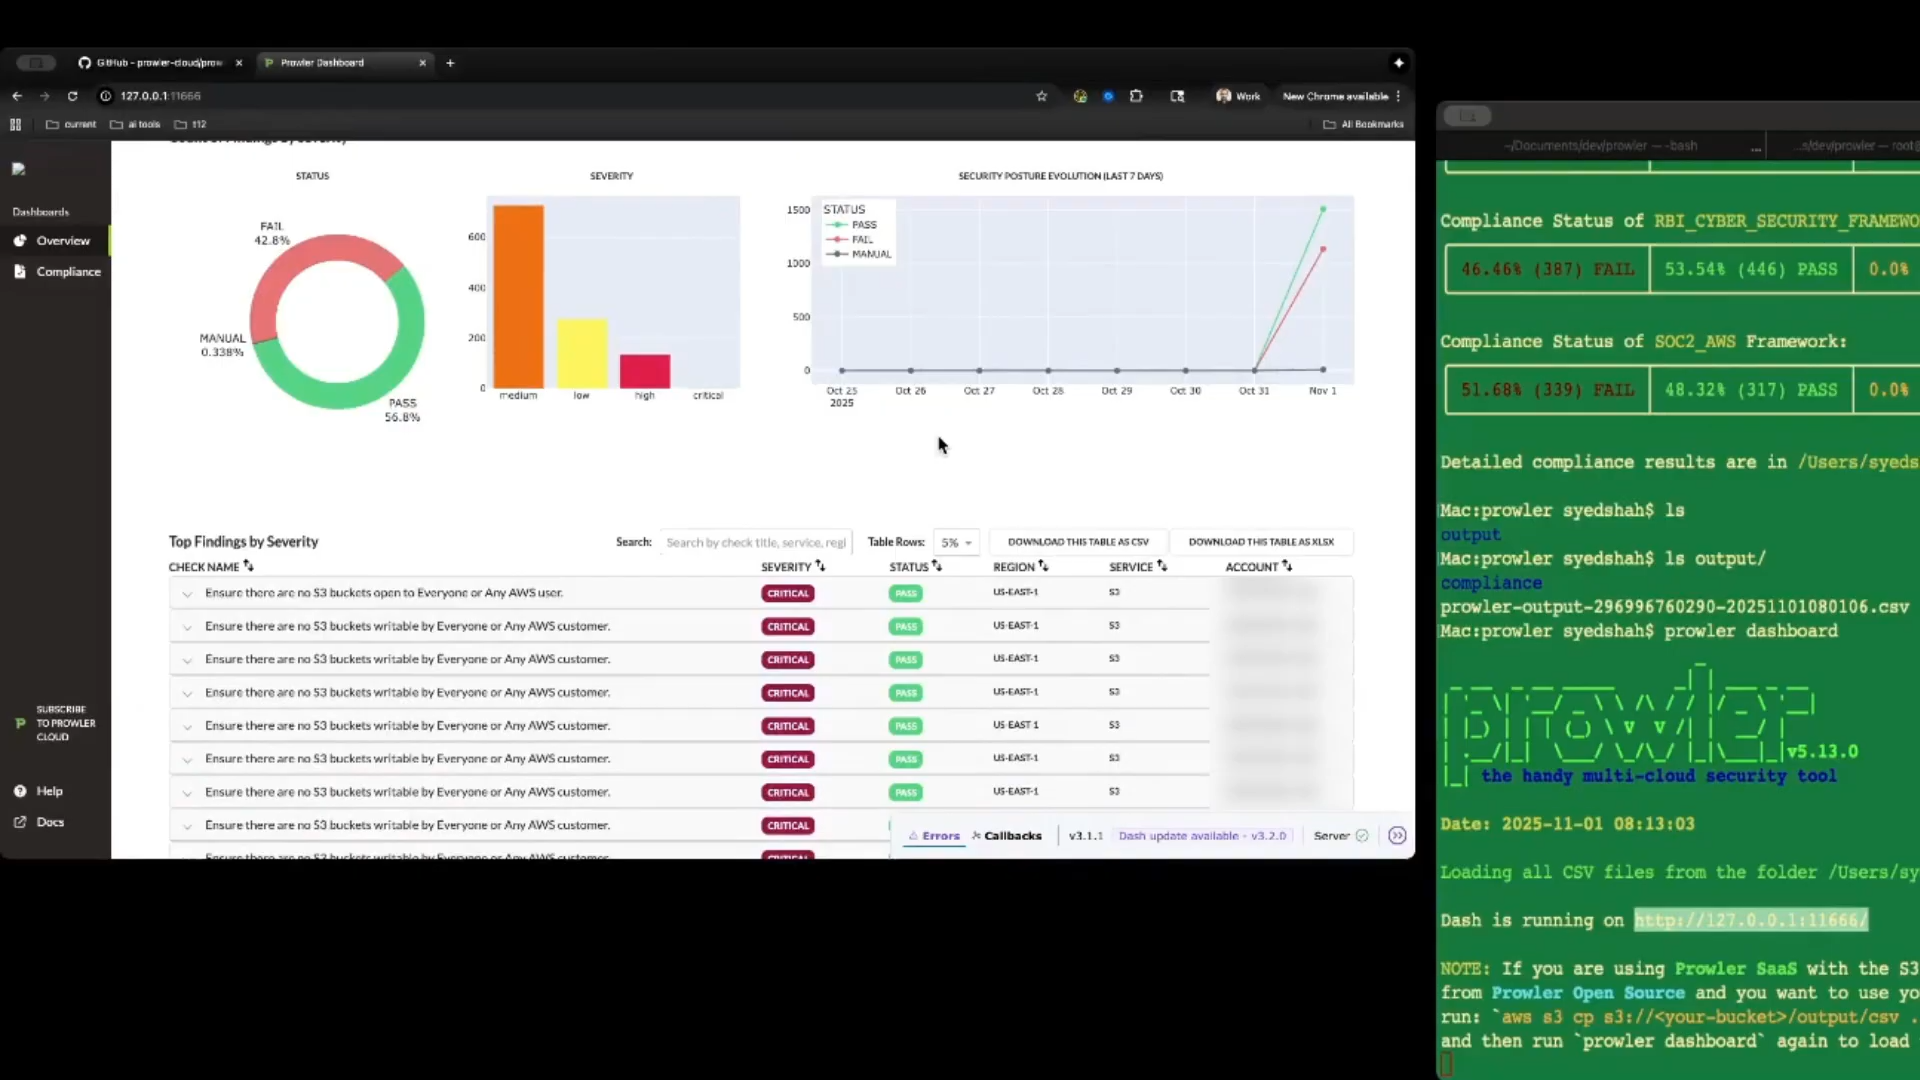 GitHub - prowler-cloud/prow
Prowler Dashboard
127.0.0.1:11666
Work
New Chrome available
current
ai tools
t12
All Bookmarks
Dashboards
Overview
Compliance
SUBSCRIBE
TO PROWLER
CLOUD
Help
Docs
STATUS
FAIL
42.8%
MANUAL
0.338%
PASS
56.8%
SEVERITY
600
400
200
0
medium
low
high
critical
SECURITY POSTURE EVOLUTION (LAST 7 DAYS)
STATUS
PASS
FAIL
MANUAL
1500
1000
500
0
Oct 25
2025
Oct 26
Oct 27
Oct 28
Oct 29
Oct 30
Oct 31
Nov 1
Top Findings by Severity
Search: Search by check title, service, regi
Table Rows: 5%
DOWNLOAD THIS TABLE AS CSV
DOWNLOAD THIS TABLE AS XLSX
CHECK NAME SEVERITY STATUS REGION SERVICE ACCOUNT
Ensure there are no S3 buckets open to Everyone or Any AWS user. CRITICAL PASS US-EAST-1 S3
Ensure there are no S3 buckets writable by Everyone or Any AWS customer. CRITICAL PASS US-EAST-1 S3
Ensure there are no S3 buckets writable by Everyone or Any AWS customer. CRITICAL PASS US-EAST-1 S3
Ensure there are no S3 buckets writable by Everyone or Any AWS customer. CRITICAL PASS US-EAST-1 S3
Ensure there are no S3 buckets writable by Everyone or Any AWS customer. CRITICAL PASS US-EAST-1 S3
Ensure there are no S3 buckets writable by Everyone or Any AWS customer. CRITICAL PASS US-EAST-1 S3
Ensure there are no S3 buckets writable by Everyone or Any AWS customer. CRITICAL PASS US-EAST-1 S3
Ensure there are no S3 buckets writable by Everyone or Any AWS customer. CRITICAL
Errors Callbacks v3.1.1 Dash update available - v3.2.0 Server
~/Documents/dev/prowler — -bash
...s/dev/prowler — root@
Compliance Status of RBI_CYBER_SECURITY_FRAMEWO
46.46% (387) FAIL 53.54% (446) PASS 0.0%
Compliance Status of SOC2_AWS Framework:
51.68% (339) FAIL 48.32% (317) PASS 0.0%
Detailed compliance results are in /Users/syeds
Mac:prowler syedshah$ ls
output
Mac:prowler syedshah$ ls output/
compliance
prowler-output-296996760290-20251101080106.csv
Mac:prowler syedshah$ prowler dashboard
prowler v5.13.0
the handy multi-cloud security tool
Date: 2025-11-01 08:13:03
Loading all CSV files from the folder /Users/sy
Dash is running on http://127.0.0.1:11666/
NOTE: If you are using Prowler SaaS with the S3
from Prowler Open Source and you want to use yo
run: `aws s3 cp s3://<your-bucket>/output/csv .
and then run `prowler dashboard` again to load